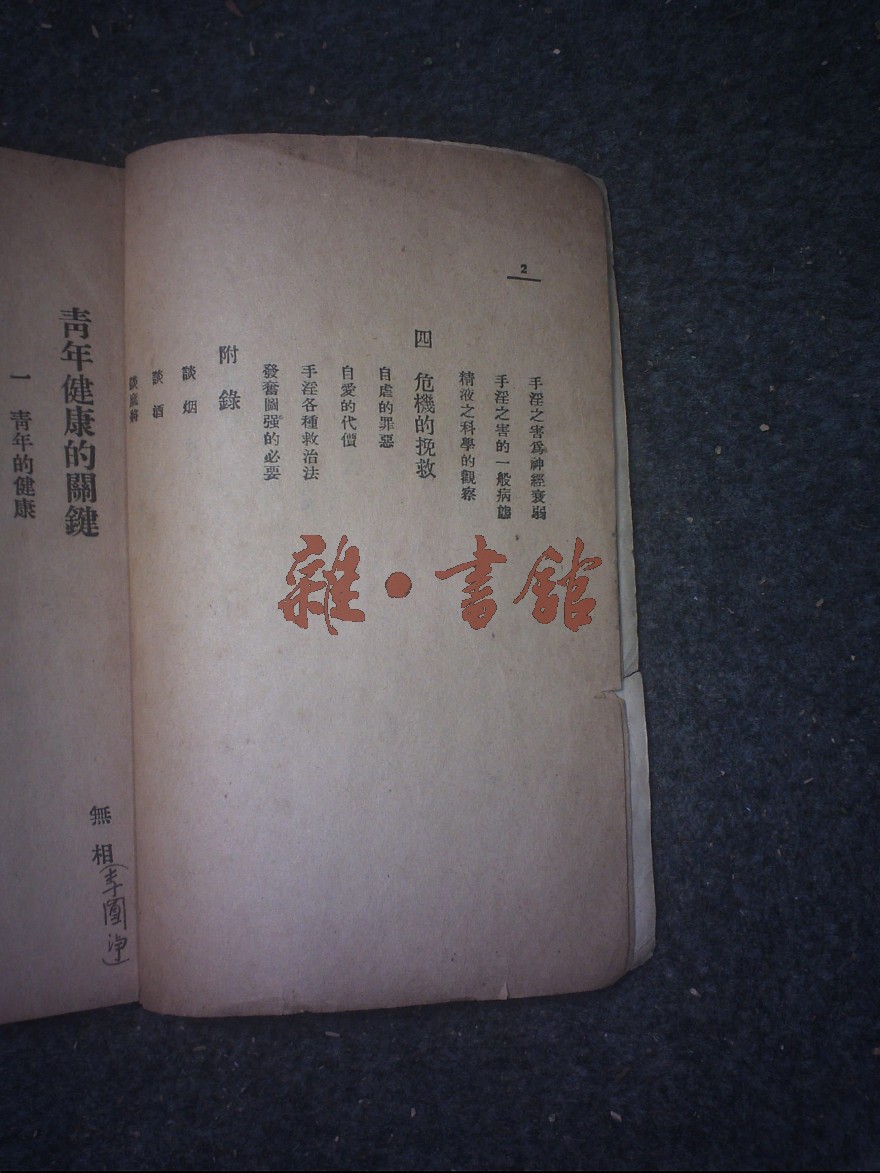 2
手淫之害為神經衰弱
手淫之害的一般病態
精液之科學的觀察
四 危機的挽救
自虐的罪惡
自愛的代價
手淫各種救治法
發奮圖强的必要
附錄
談烟
談酒
談麻將
青年健康的關鍵
無相(李圓淨)
一 青年的健康
雜·書館